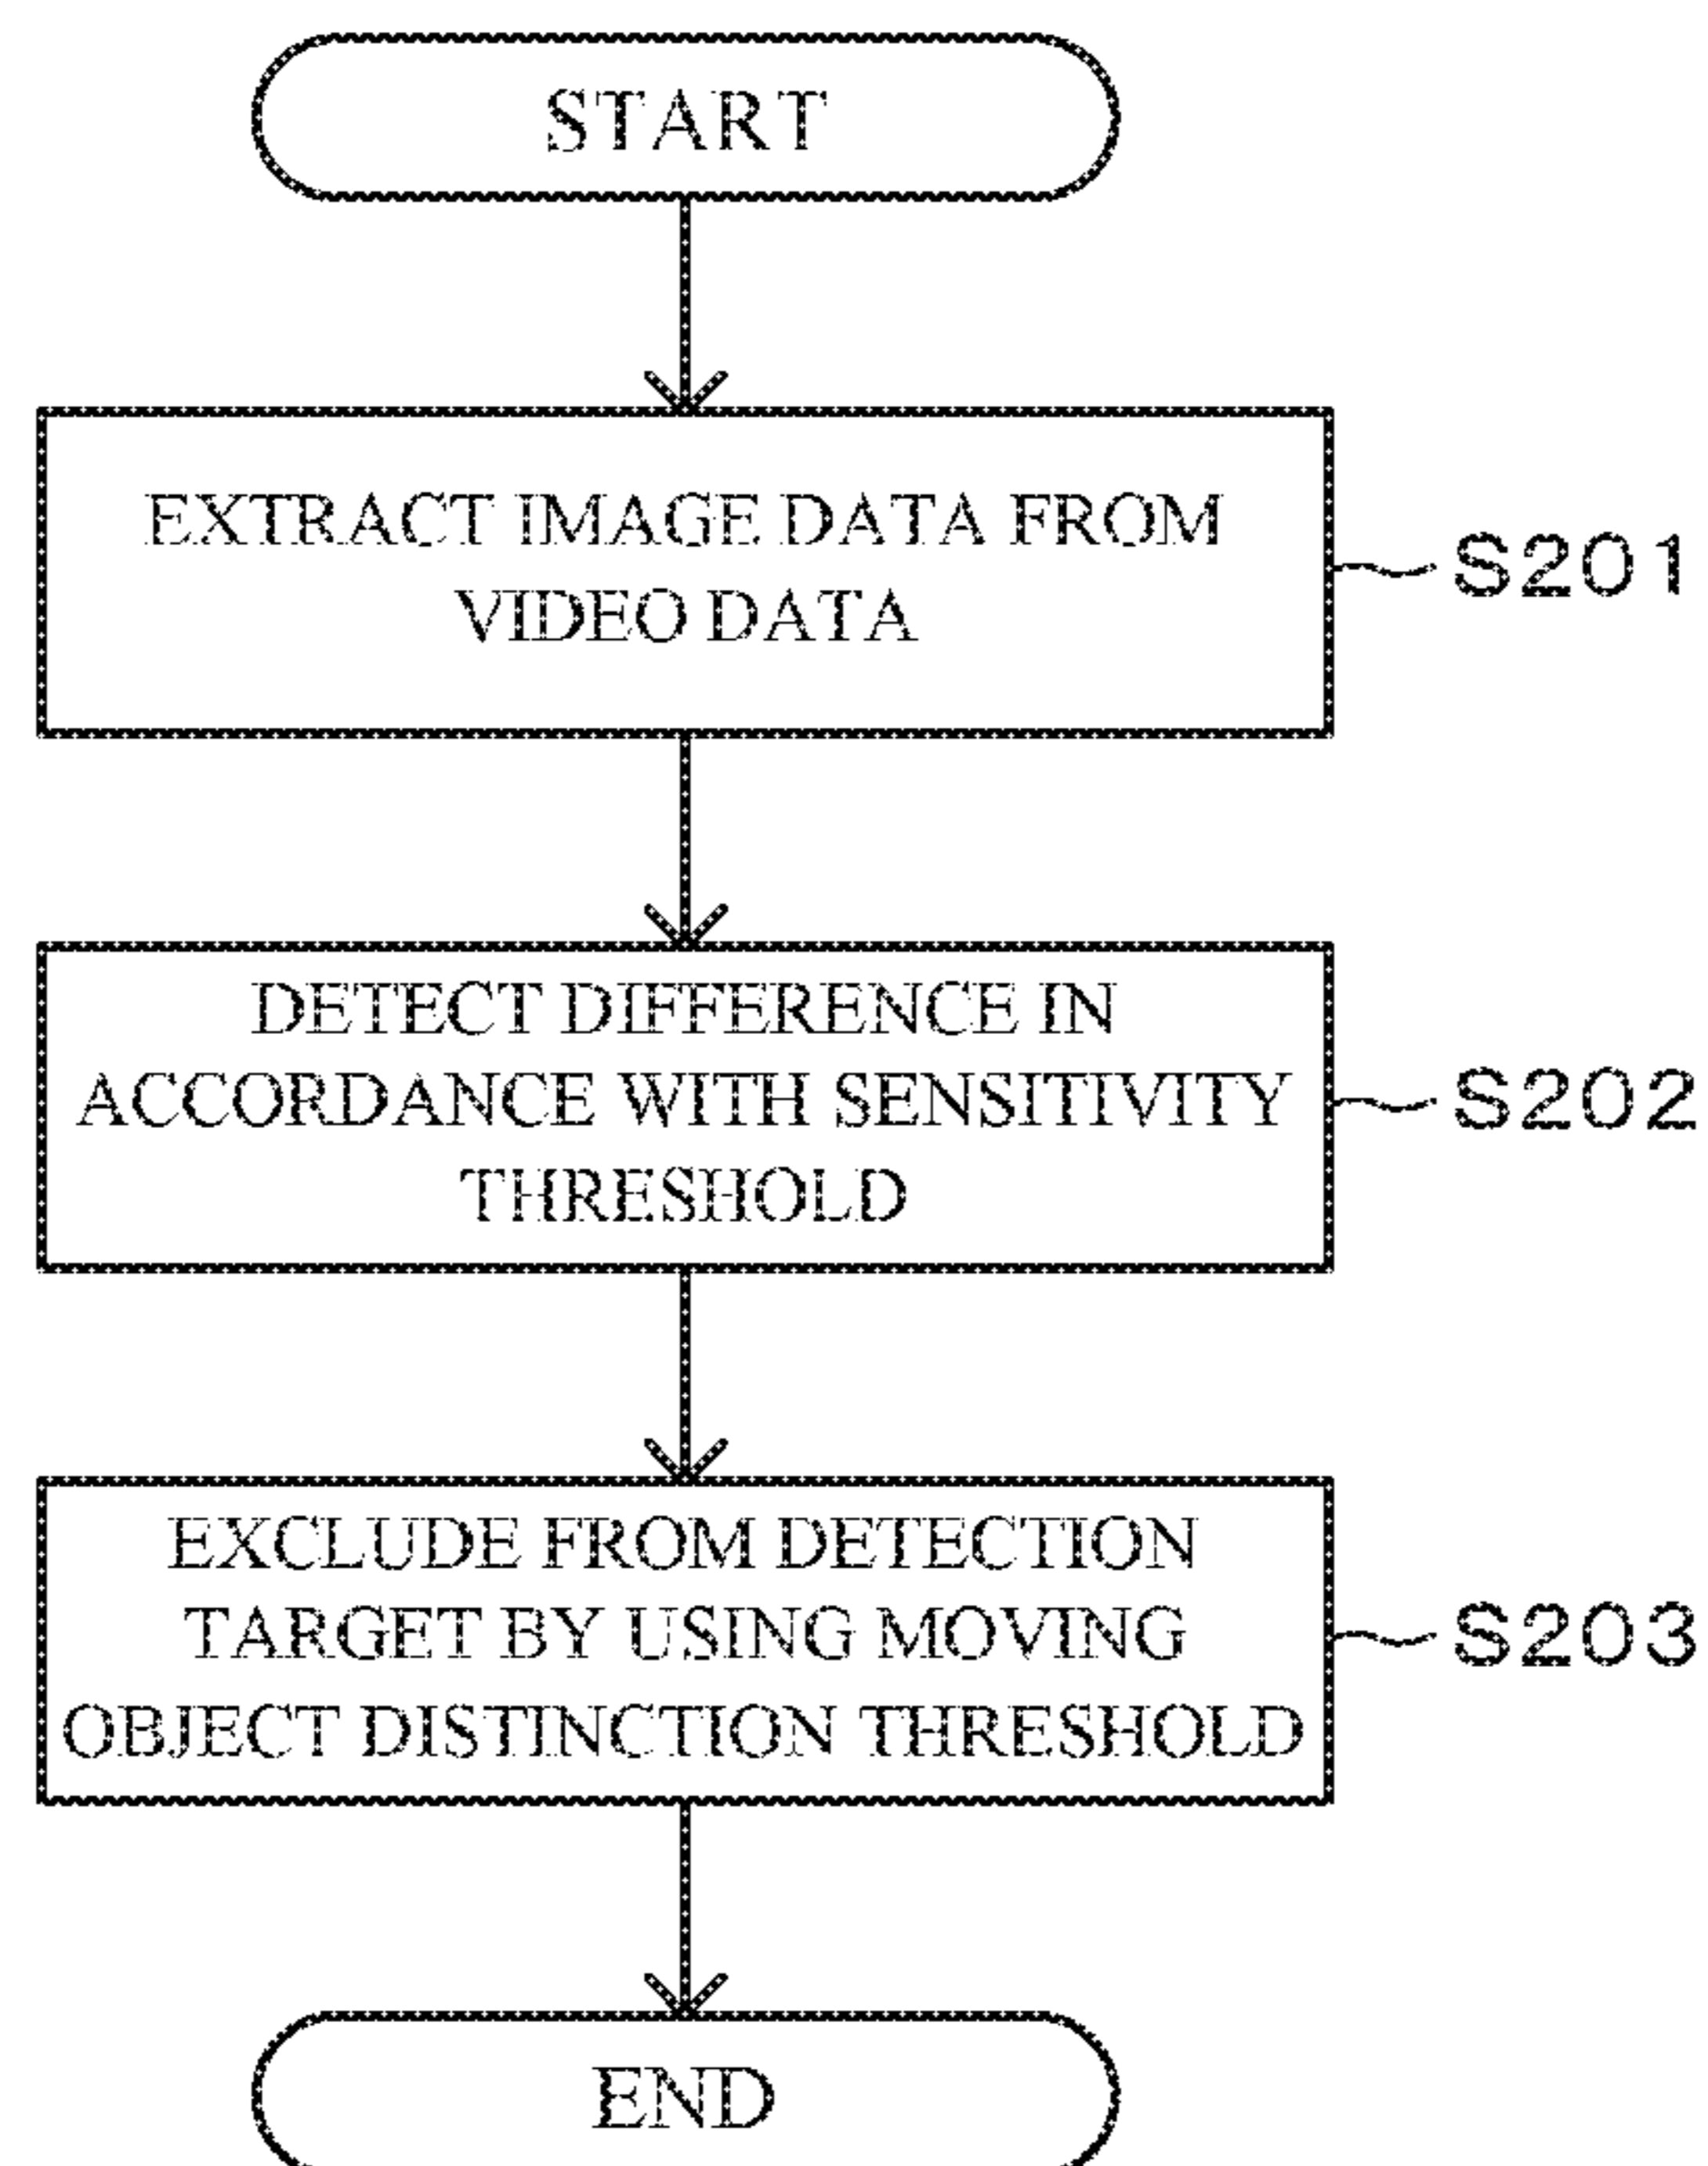 START
EXTRACT IMAGE DATA FROM
VIDEO DATA
S201
DETECT DIFFERENCE IN
ACCORDANCE WITH SENSITIVITY
THRESHOLD
S202
EXCLUDE FROM DETECTION
TARGET BY USING MOVING
OBJECT DISTINCTION THRESHOLD
S203
END